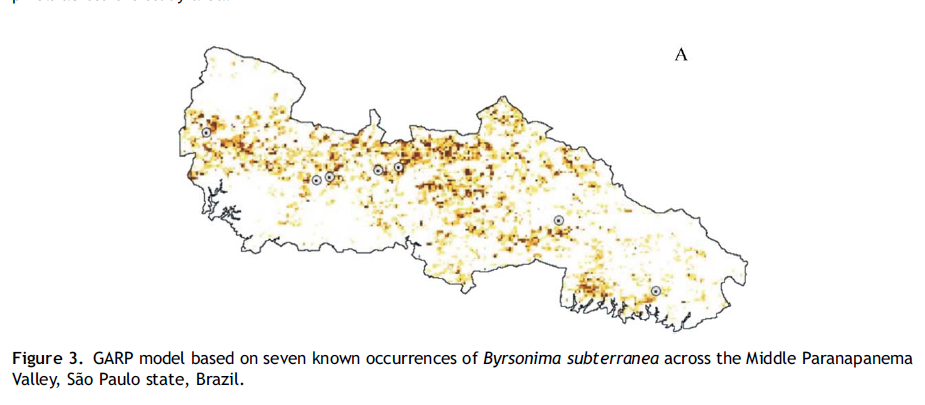 A
Figure 3. GARP model based on seven known occurrences of Byrsonima subterranea across the Middle Paranapanema
Valley, São Paulo state, Brazil.